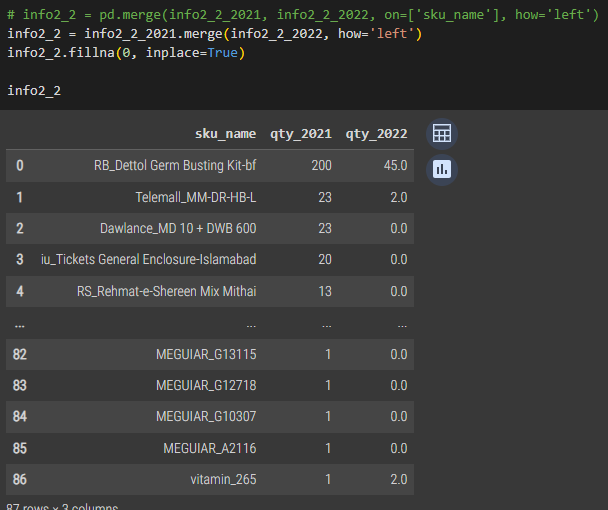 # info2_2 = pd.merge(info2_2_2021, info2_2_2022, on=['sku_name'], how='left')
info2_2 = info2_2_2021.merge(info2_2_2022, how='left')
info2_2.fillna(0, inplace=True)
info2_2
sku_name qty_2021 qty_2022
0 RB_Dettol Germ Busting Kit-bf 200 45.0
1 Telemall_MM-DR-HB-L 23 2.0
2 Dawlance_MD 10 + DWB 600 23 0.0
3 iu_Tickets General Enclosure-Islamabad 20 0.0
4 RS_Rehmat-e-Shereen Mix Mithai 13 0.0
... ... ... ...
82 MEGUIAR_G13115 1 0.0
83 MEGUIAR_G12718 1 0.0
84 MEGUIAR_G10307 1 0.0
85 MEGUIAR_A2116 1 0.0
86 vitamin_265 1 2.0
87 rows x 3 columns